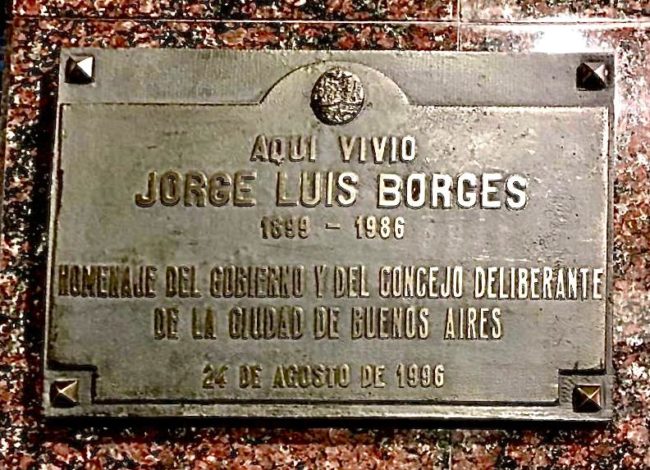 AQUI VIVIO
JORGE LUIS BORGES
1899 - 1986
HOMENAJE DEL GOBIERNO Y DEL CONCEJO DELIBERANTE
DE LA CIUDAD DE BUENOS AIRES
24 DE AGOSTO DE 1996